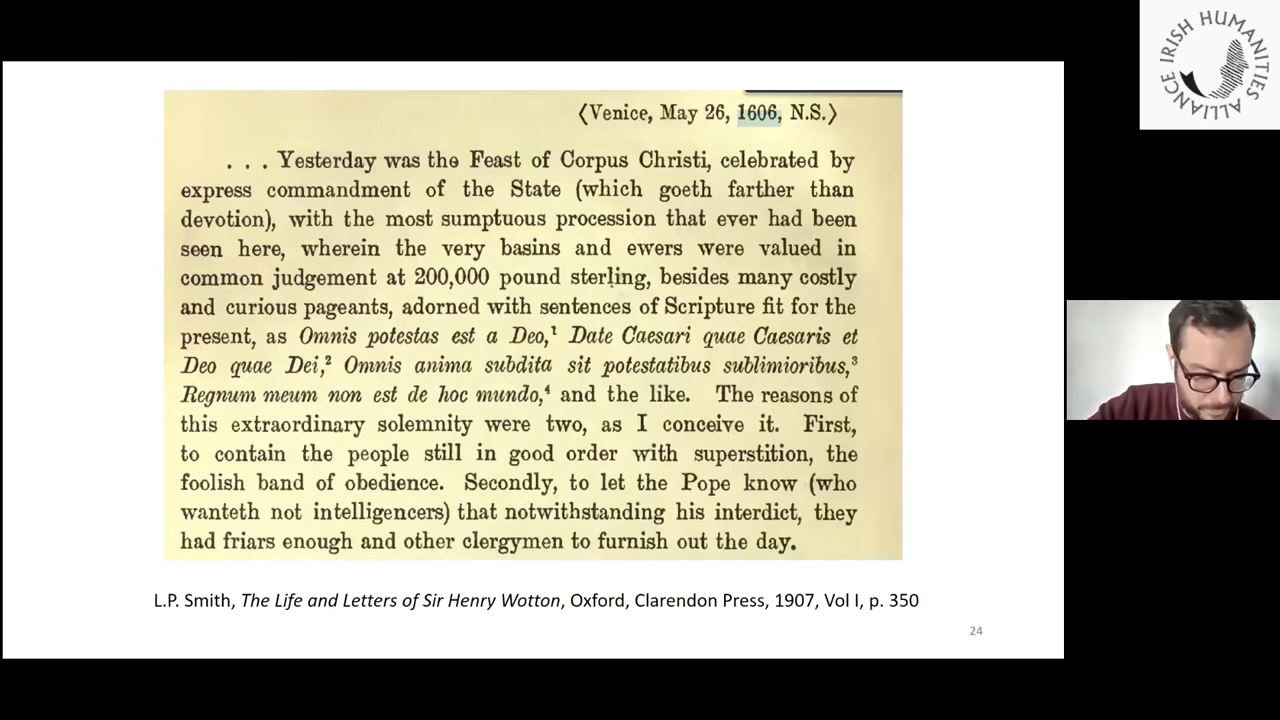 ⟨Venice, May 26, 1606, N.S.⟩
. . . Yesterday was the Feast of Corpus Christi, celebrated by
express commandment of the State (which goeth farther than
devotion), with the most sumptuous procession that ever had been
seen here, wherein the very basins and ewers were valued in
common judgement at 200,000 pound sterling, besides many costly
and curious pageants, adorned with sentences of Scripture fit for the
present, as Omnis potestas est a Deo,¹ Date Caesari quae Caesaris et
Deo quae Dei,² Omnis anima subdita sit potestatibus sublimioribus,³
Regnum meum non est de hoc mundo,⁴ and the like. The reasons of
this extraordinary solemnity were two, as I conceive it. First,
to contain the people still in good order with superstition, the
foolish band of obedience. Secondly, to let the Pope know (who
wanteth not intelligencers) that notwithstanding his interdict, they
had friars enough and other clergymen to furnish out the day.
L.P. Smith, The Life and Letters of Sir Henry Wotton, Oxford, Clarendon Press, 1907, Vol I, p. 350
24
IRISH HUMANITIES ALLIANCE